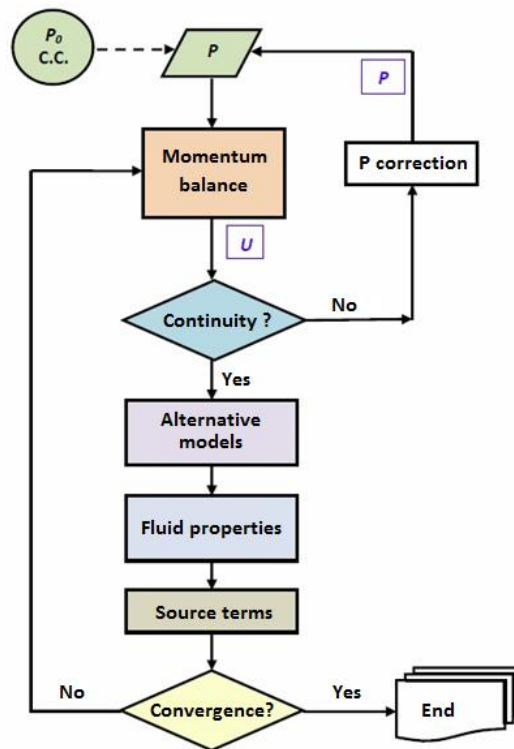 P₀
C.C.
P
P
Momentum
balance
P correction
U
Continuity ?
No
Yes
Alternative
models
Fluid properties
Source terms
No
Convergence?
Yes
End